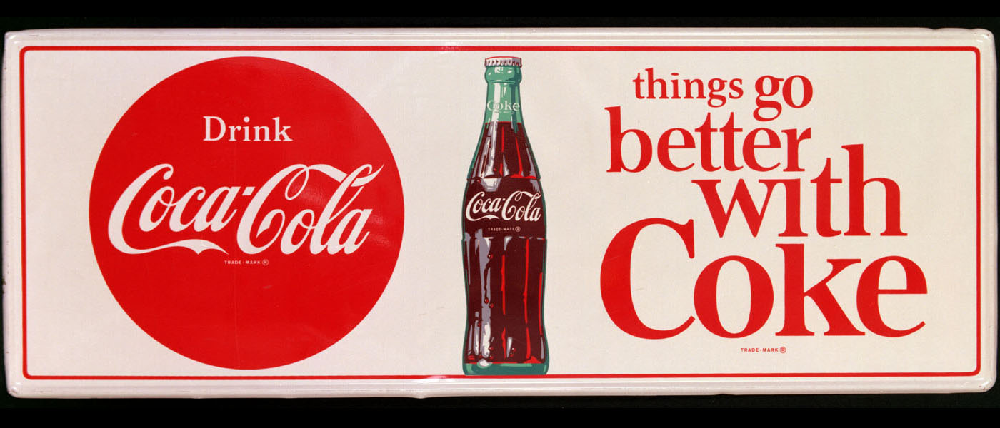 Drink
Coca-Cola
TRADE-MARK ®
Coke
Coca-Cola
TRADE-MARK ®
things go
better
with
Coke
TRADE-MARK ®